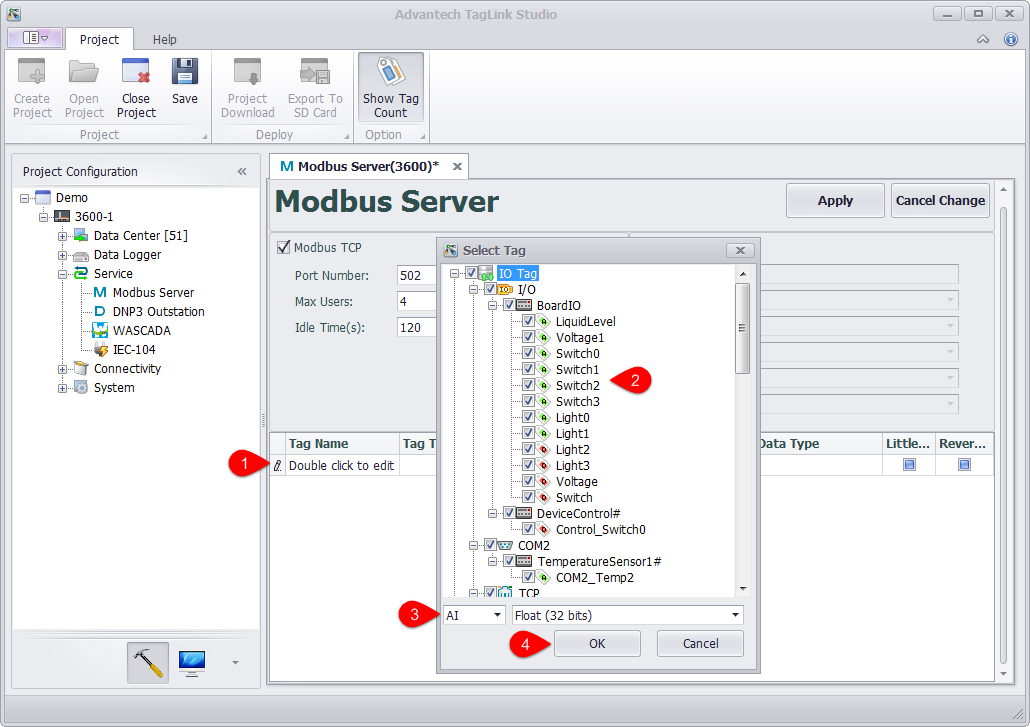 Advantech TagLink Studio
Project
Help
Create Project
Open Project
Close Project
Save
Project Download
Export To SD Card
Show Tag Count
Project
Deploy
Option
Project Configuration
Demo
3600-1
Data Center [51]
Data Logger
Service
Modbus Server
DNP3 Outstation
WASCADA
IEC-104
Connectivity
System
M Modbus Server(3600)*
Modbus Server
Apply
Cancel Change
Modbus TCP
Port Number: 502
Max Users: 4
Idle Time(s): 120
Tag Name
Tag T
Data Type
Little...
Rever...
1
Double click to edit
Select Tag
IO Tag
I/O
BoardIO
LiquidLevel
Voltage1
Switch0
Switch1
Switch2
2
Switch3
Light0
Light1
Light2
Light3
Voltage
Switch
DeviceControl#
Control_Switch0
COM2
TemperatureSensor1#
COM2_Temp2
TCP
3
AI
Float (32 bits)
4
OK
Cancel